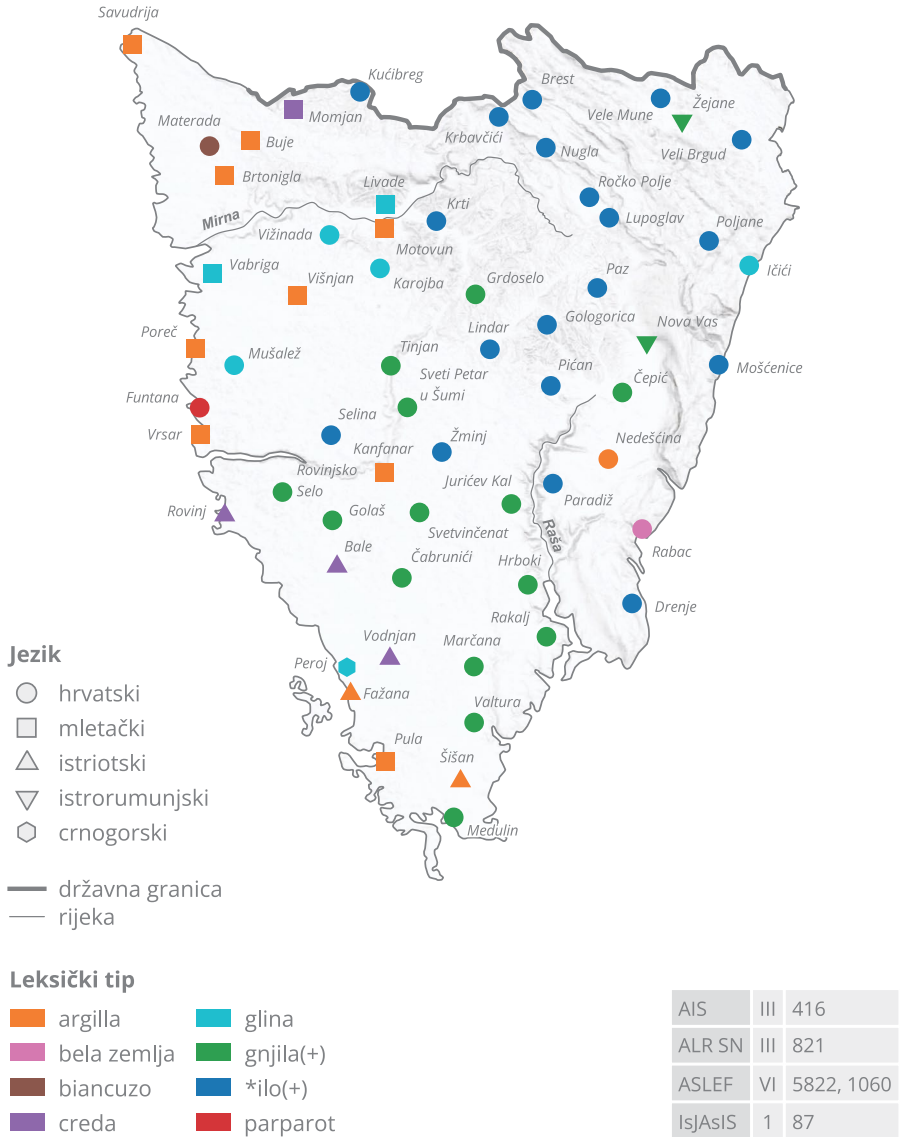 Savudrija
Kućibreg
Brest
Momjan
Vele Mune
Žejane
Materada
Buje
Krbavčići
Nugla
Veli Brgud
Brtonigla
Livade
Ročko Polje
Mirna
Krti
Lupoglav
Poljane
Vižinada
Motovun
Vabriga
Karojba
Ičići
Višnjan
Grdoselo
Paz
Poreč
Lindar
Gologorica
Nova Vas
Mušalež
Tinjan
Pićan
Mošćenice
Sveti Petar
u Šumi
Čepić
Funtana
Selina
Vrsar
Kanfanar
Žminj
Nedešćina
Rovinjsko
Selo
Jurićev Kal
Paradiž
Rovinj
Golaš
Svetvinčenat
Raša
Rabac
Bale
Čabrunići
Hrboki
Drenje
Rakalj
Vodnjan
Marčana
Peroj
Fažana
Valtura
Pula
Šišan
Medulin
Jezik
hrvatski
mletački
istriotski
istrorumunjski
crnogorski
državna granica
rijeka
Leksički tip
argilla
glina
bela zemlja
gnjila(+)
biancuzo
*ilo(+)
creda
parparot
AIS III 416
ALR SN III 821
ASLEF VI 5822, 1060
IsJAsIS 1 87